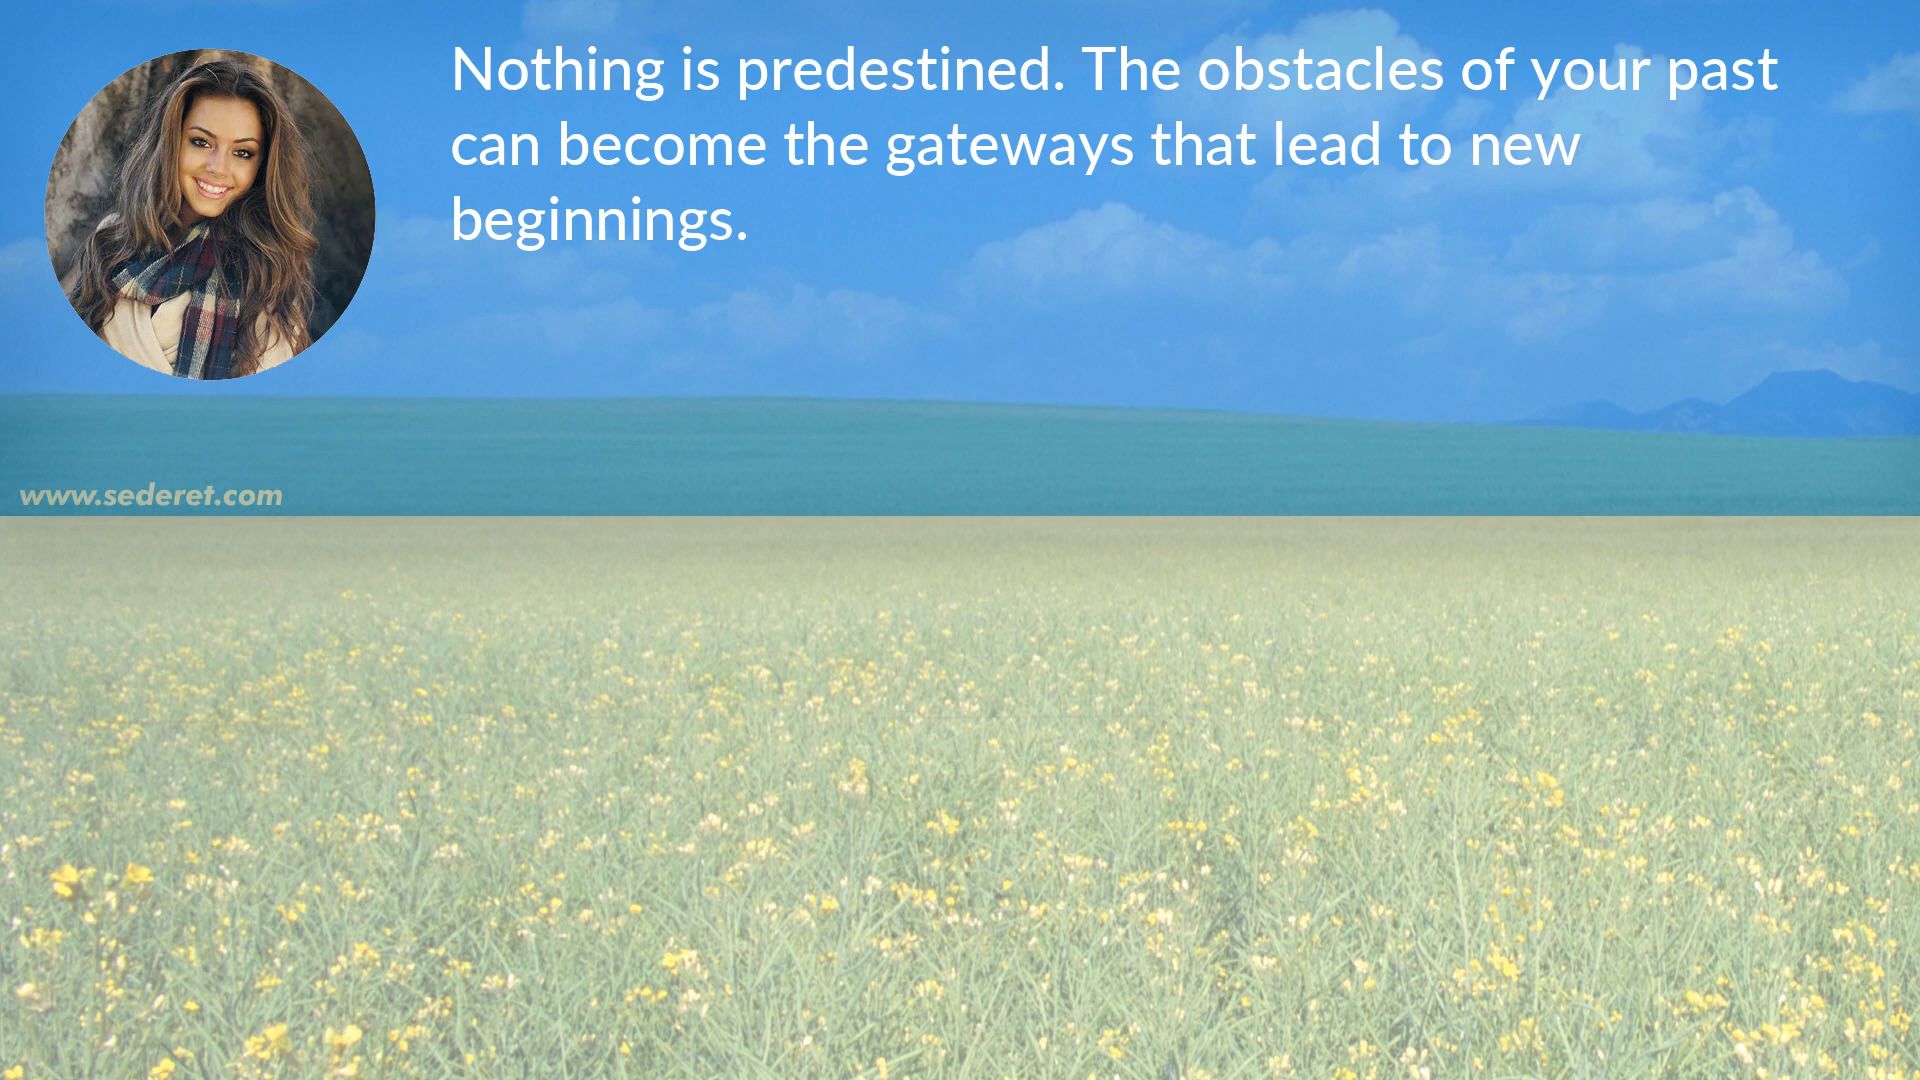 Nothing is predestined. The obstacles of your past
can become the gateways that lead to new
beginnings.
www.sederet.com